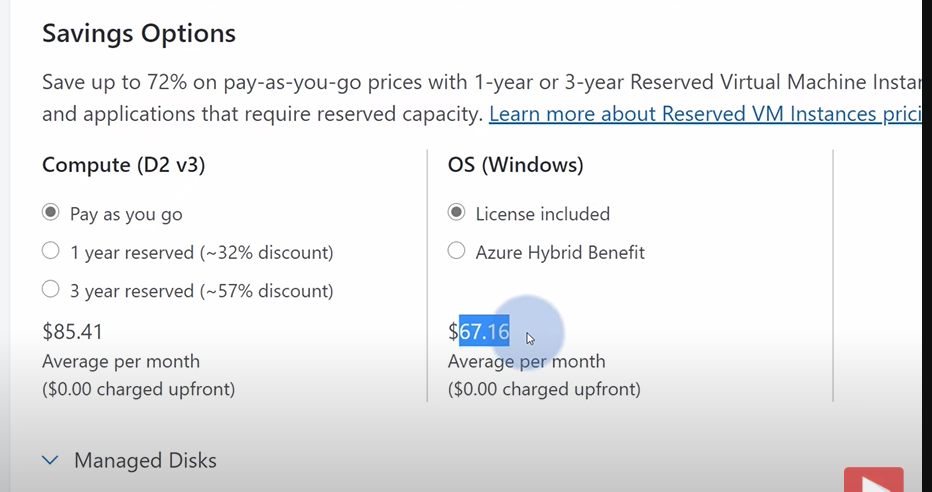 Savings Options
Save up to 72% on pay-as-you-go prices with 1-year or 3-year Reserved Virtual Machine
and applications that require reserved capacity. Learn more about Reserved VM Instances
Compute (D2 v3)
Pay as you go
1 year reserved (~32% discount)
3 year reserved (~57% discount)
$85.41
Average per month
($0.00 charged upfront)
OS (Windows)
License included
Azure Hybrid Benefit
$67.16
Average per month
($0.00 charged upfront)
Managed Disks